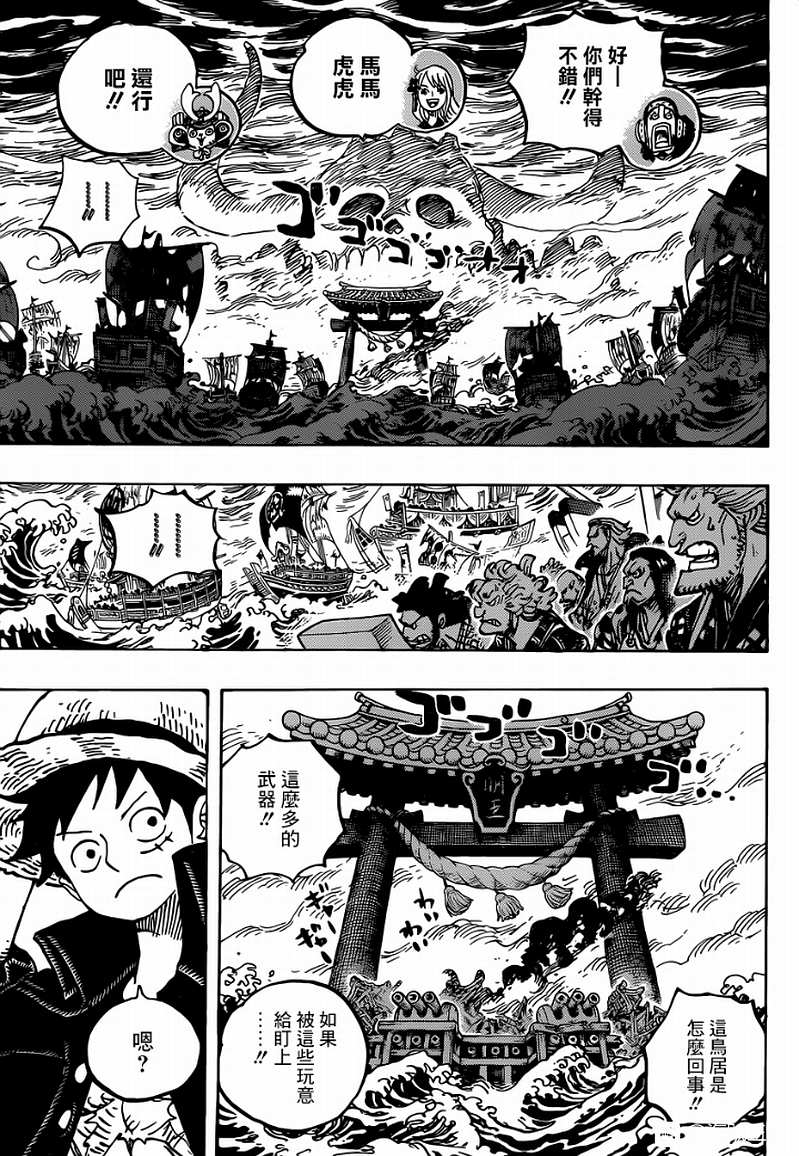 好—
你們幹得
不錯!!
馬馬
虎虎
還行
吧!!
…!!
ゴゴゴゴオオ
…!!
ゴゴゴゴ
這麼多的
武器!!
這鳥居是
怎麼回事!!
如果
被這些玩意
給盯上
……!!
嗯?